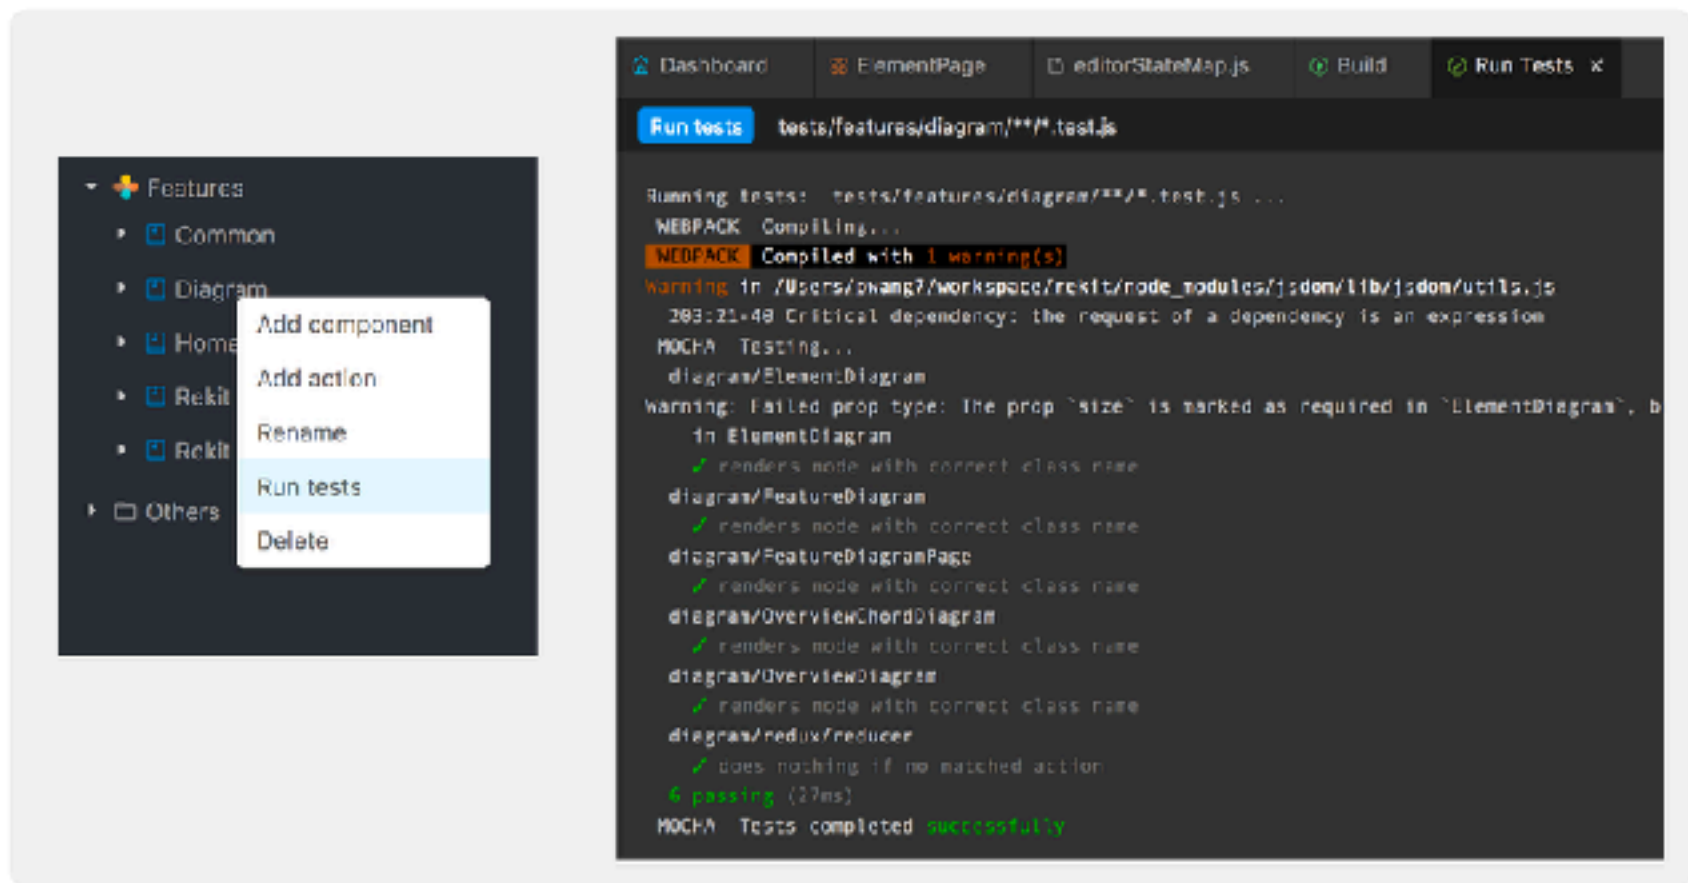 Features
Common
Diagram
Home
Rekit
Rekit
Others
Add component
Add action
Rename
Run tests
Delete
Dashboard
ElementPage
editorStateMap.js
Build
Run Tests ×
Run tests
tests/features/diagram/**/*.test.js
Running tests: tests/features/diagram/**/*.test.js ...
WEBPACK Compiling...
WEBPACK Compiled with 1 warning(s)
Warning in /Users/pwang7/workspace/rekit/node_modules/jsdom/lib/jsdom/utils.js
203:21-40 Critical dependency: the request of a dependency is an expression
MOCHA Testing...
diagram/ElementDiagram
Warning: Failed prop type: The prop `size` is marked as required in `ElementDiagram`, b
in ElementDiagram
✓ renders node with correct class name
diagram/FeatureDiagram
✓ renders node with correct class name
diagram/FeatureDiagramPage
✓ renders node with correct class name
diagram/OverviewChordDiagram
✓ renders node with correct class name
diagram/OverviewDiagram
✓ renders node with correct class name
diagram/redux/reducer
✓ does nothing if no matched action
6 passing (27ms)
MOCHA Tests completed successfully